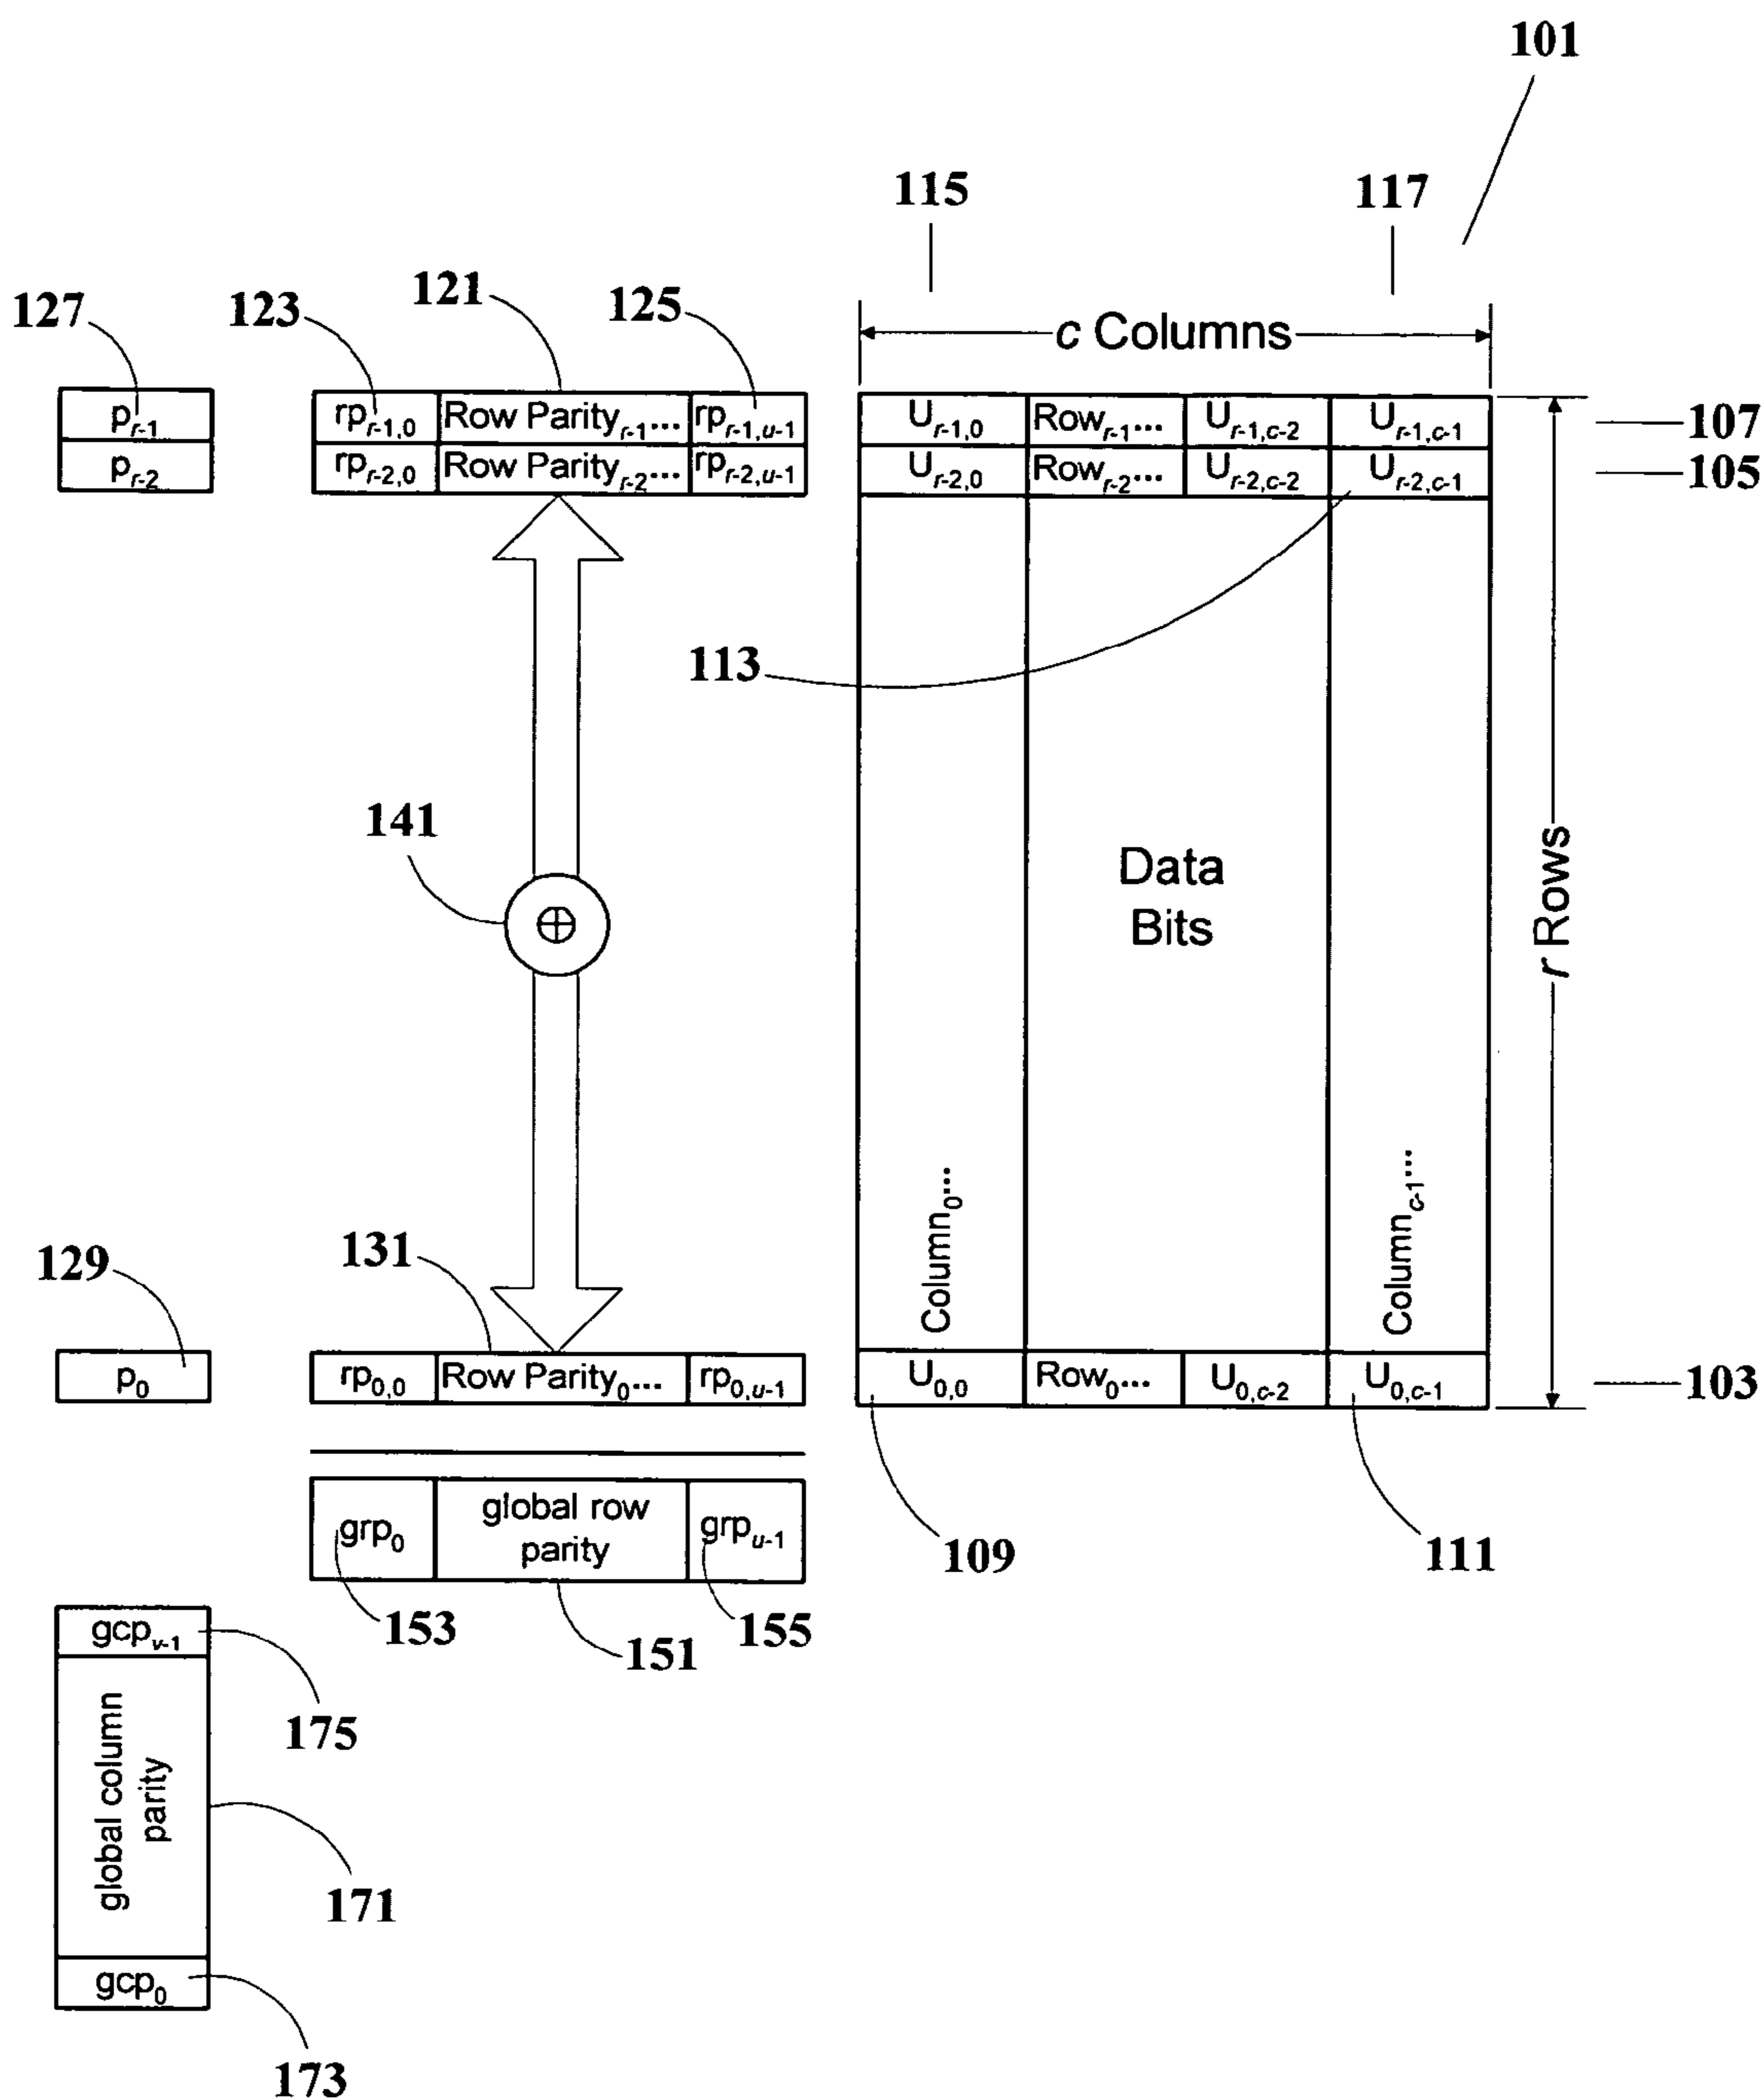 101
115 117
127 123 121 125
c Columns
p_{r-1} rp_{r-1,0} Row Parity_{r-1}... rp_{r-1,u-1} U_{r-1,0} Row_{r-1}... U_{r-1,c-2} U_{r-1,c-1} 107
p_{r-2} rp_{r-2,0} Row Parity_{r-2}... rp_{r-2,u-1} U_{r-2,0} Row_{r-2}... U_{r-2,c-2} U_{r-2,c-1} 105
113
141
Data
Bits
r Rows
Column_0...
Column_{c-1}...
129 131
p_0 rp_{0,0} Row Parity_0... rp_{0,u-1} U_{0,0} Row_0... U_{0,c-2} U_{0,c-1} 103
grp_0
global row
parity
grp_{u-1}
109 111
153 151 155
gcp_{v-1}
175
global column
parity
171
gcp_0
173